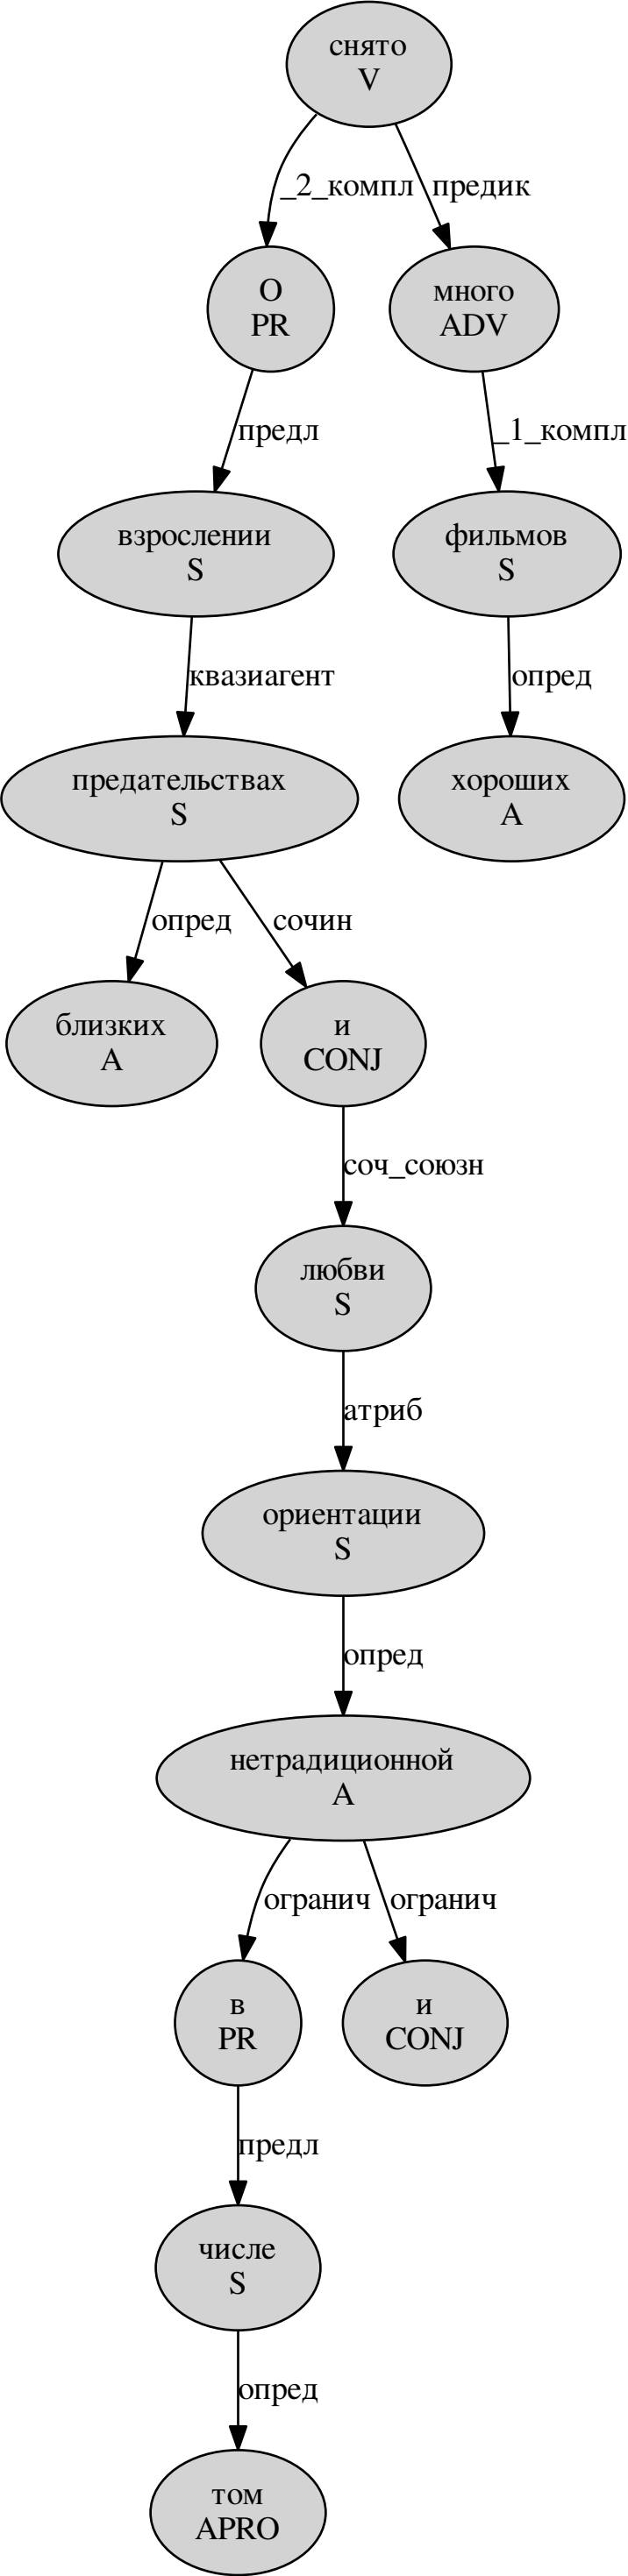 снято
V
_2_компл
предик
О
PR
много
ADV
предл
_1_компл
взрослении
S
фильмов
S
квазиагент
опред
предательствах
S
хороших
A
опред
сочин
близких
A
и
CONJ
соч_союзн
любви
S
атриб
ориентации
S
опред
нетрадиционной
A
огранич
огранич
в
PR
и
CONJ
предл
числе
S
опред
том
APRO